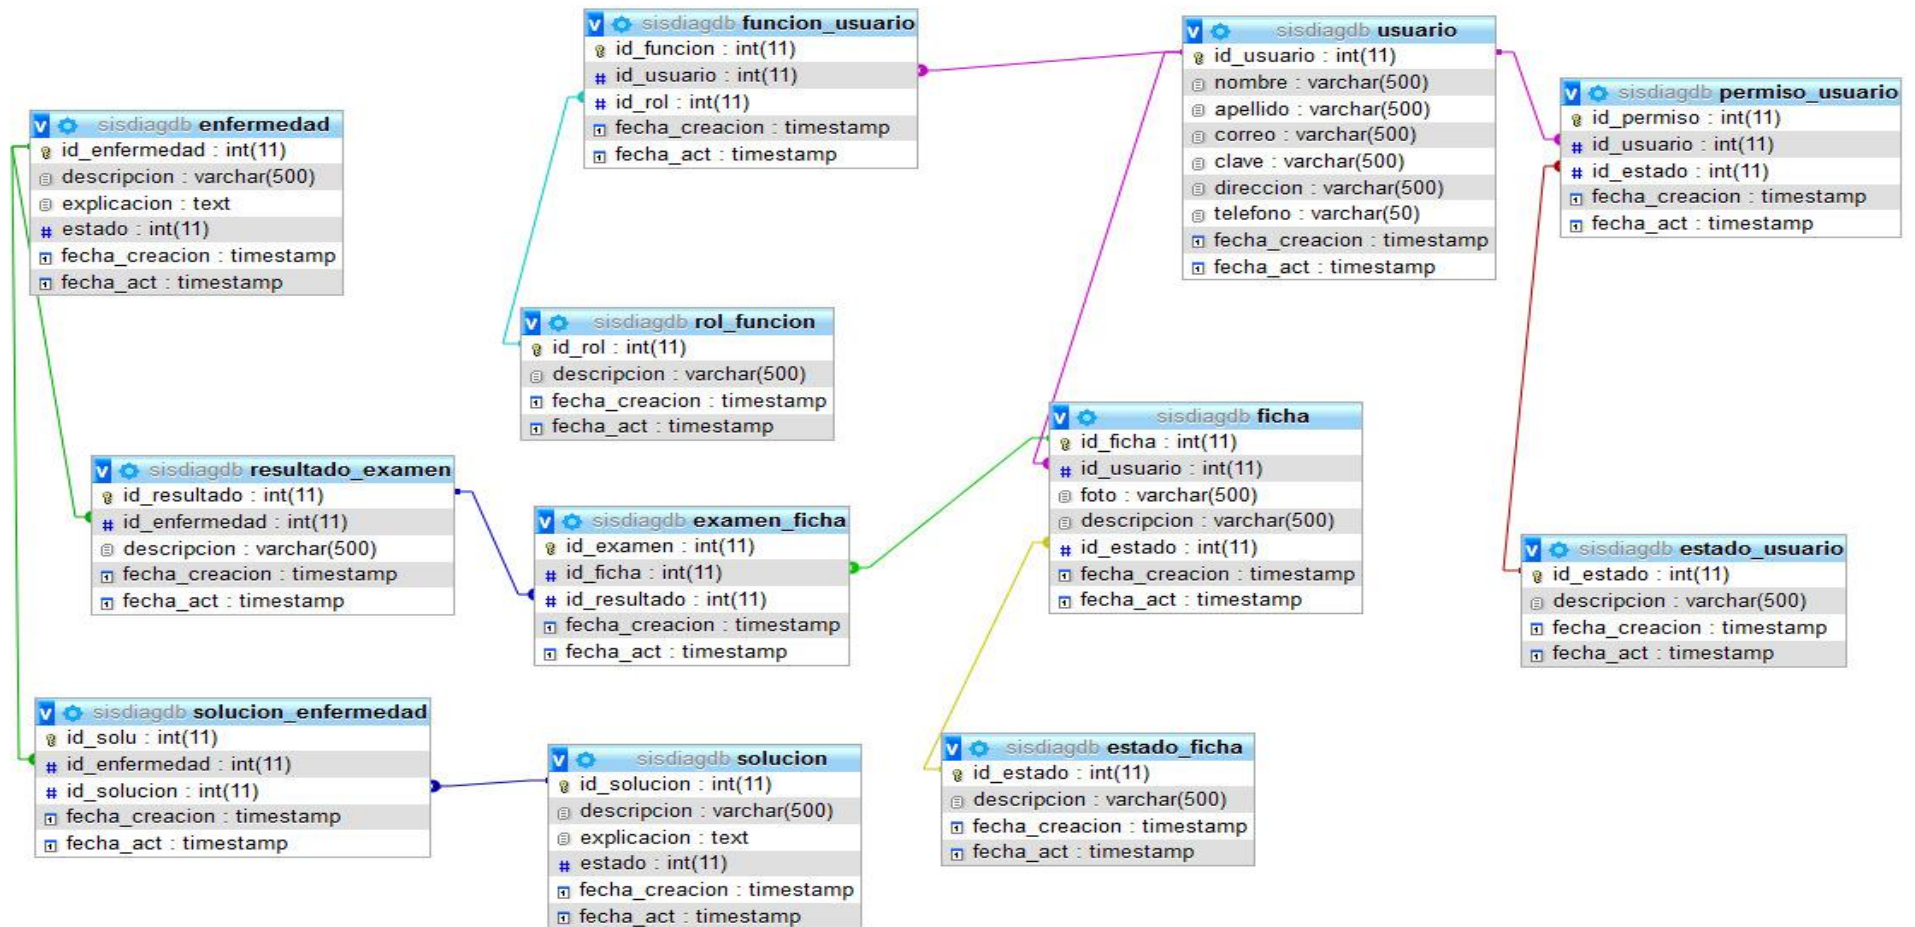 sisdiagdb funcion_usuario
id_funcion : int(11)
id_usuario : int(11)
id_rol : int(11)
fecha_creacion : timestamp
fecha_act : timestamp
sisdiagdb usuario
id_usuario : int(11)
nombre : varchar(500)
apellido : varchar(500)
correo : varchar(500)
clave : varchar(500)
direccion : varchar(500)
telefono : varchar(50)
fecha_creacion : timestamp
fecha_act : timestamp
sisdiagdb permiso_usuario
id_permiso : int(11)
id_usuario : int(11)
id_estado : int(11)
fecha_creacion : timestamp
fecha_act : timestamp
sisdiagdb enfermedad
id_enfermedad : int(11)
descripcion : varchar(500)
explicacion : text
estado : int(11)
fecha_creacion : timestamp
fecha_act : timestamp
sisdiagdb rol_funcion
id_rol : int(11)
descripcion : varchar(500)
fecha_creacion : timestamp
fecha_act : timestamp
sisdiagdb ficha
id_ficha : int(11)
id_usuario : int(11)
foto : varchar(500)
descripcion : varchar(500)
id_estado : int(11)
fecha_creacion : timestamp
fecha_act : timestamp
sisdiagdb resultado_examen
id_resultado : int(11)
id_enfermedad : int(11)
descripcion : varchar(500)
fecha_creacion : timestamp
fecha_act : timestamp
sisdiagdb examen_ficha
id_examen : int(11)
id_ficha : int(11)
id_resultado : int(11)
fecha_creacion : timestamp
fecha_act : timestamp
sisdiagdb estado_usuario
id_estado : int(11)
descripcion : varchar(500)
fecha_creacion : timestamp
fecha_act : timestamp
sisdiagdb solucion_enfermedad
id_solu : int(11)
id_enfermedad : int(11)
id_solucion : int(11)
fecha_creacion : timestamp
fecha_act : timestamp
sisdiagdb solucion
id_solucion : int(11)
descripcion : varchar(500)
explicacion : text
estado : int(11)
fecha_creacion : timestamp
fecha_act : timestamp
sisdiagdb estado_ficha
id_estado : int(11)
descripcion : varchar(500)
fecha_creacion : timestamp
fecha_act : timestamp